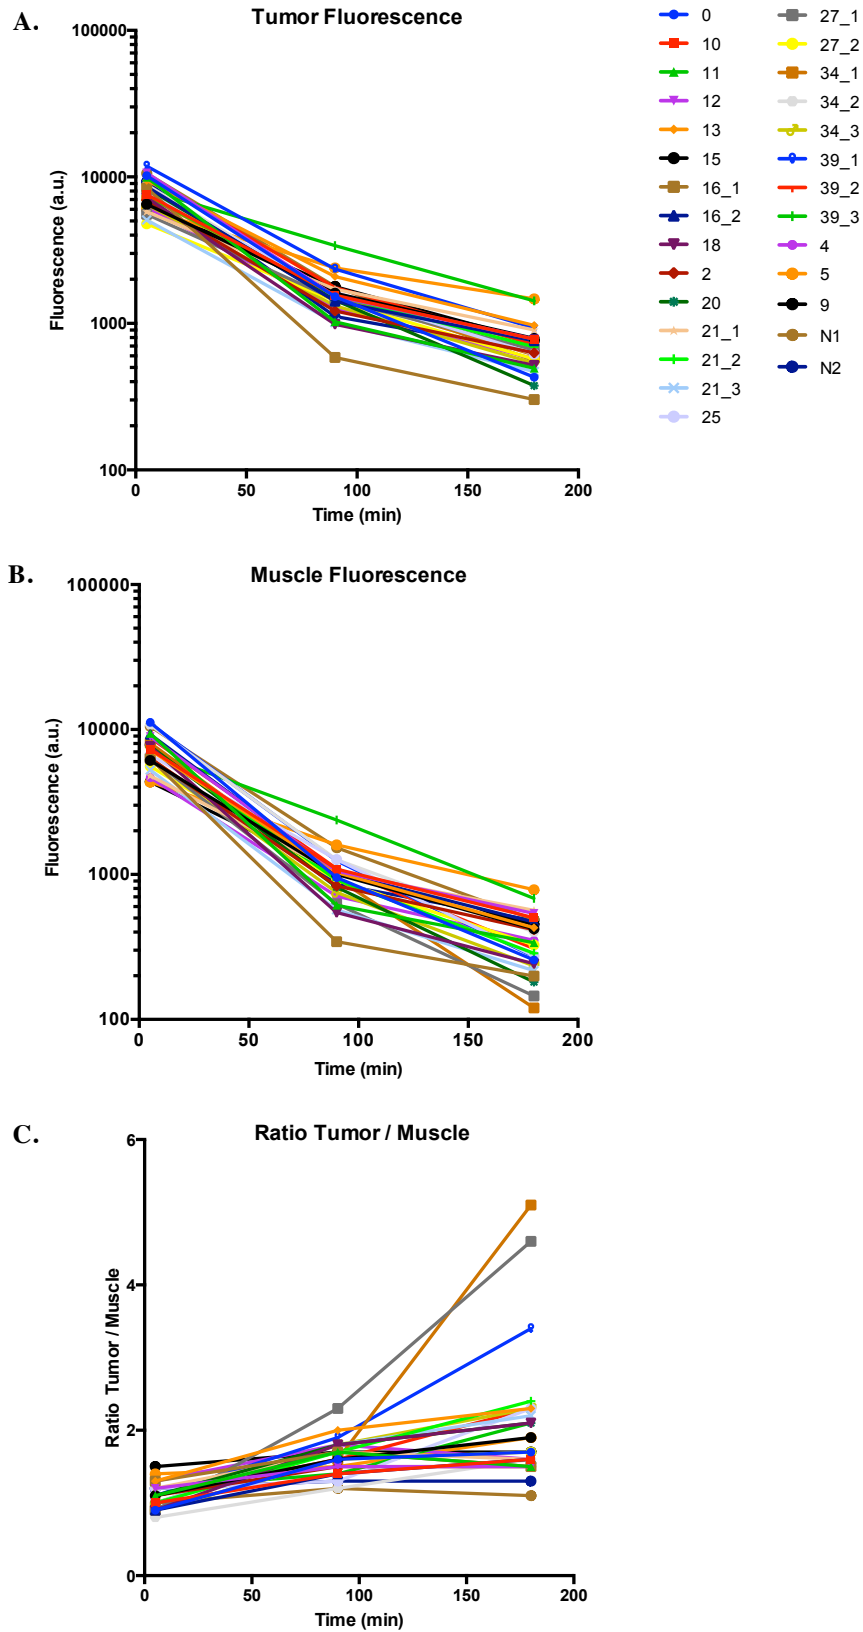 A.
Tumor Fluorescence
100000
10000
1000
100
Fluorescence (a.u.)
0 50 100 150 200
Time (min)
0
10
11
12
13
15
16_1
16_2
18
2
20
21_1
21_2
21_3
25
27_1
27_2
34_1
34_2
34_3
39_1
39_2
39_3
4
5
9
N1
N2
B.
Muscle Fluorescence
100000
10000
1000
100
Fluorescence (a.u.)
0 50 100 150 200
Time (min)
C.
Ratio Tumor / Muscle
6
4
2
0
Ratio Tumor / Muscle
0 50 100 150 200
Time (min)